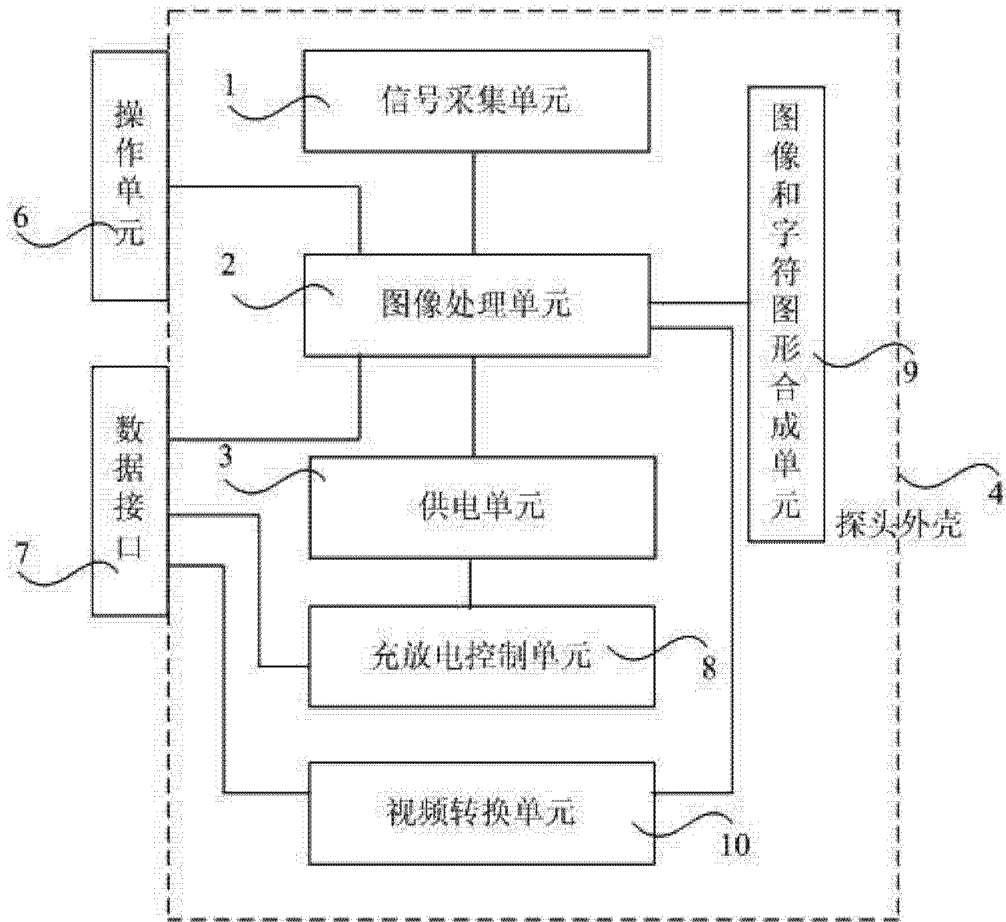 1
信号采集单元
操作单元
6
图像和字符图形合成单元
9
2
图像处理单元
数据接口
7
3
供电单元
4
探头外壳
充放电控制单元
8
视频转换单元
10